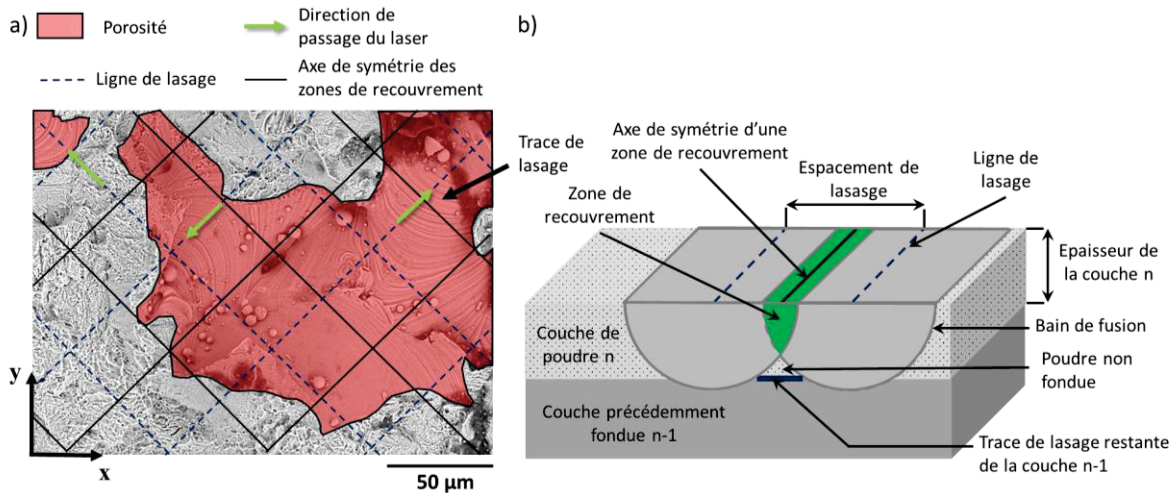 a)
Porosité
Direction de
passage du laser
Ligne de lasage
Axe de symétrie des
zones de recouvrement
Trace de
lasage
y
x
50 µm
b)
Axe de symétrie d'une
zone de recouvrement
Espacement de
lasasge
Ligne de
lasage
Zone de
recouvrement
Epaisseur de
la couche n
Couche de
poudre n
Bain de fusion
Poudre non
fondue
Couche précédemment
fondue n-1
Trace de lasage restante
de la couche n-1